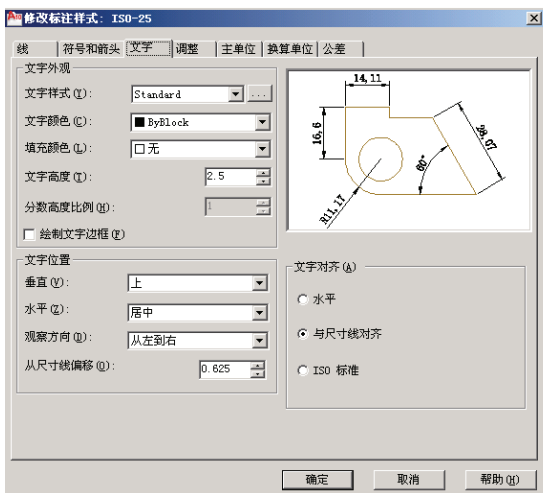 修改标注样式: ISO-25
线 符号和箭头 文字 调整 主单位 换算单位 公差
文字外观
文字样式(Y): Standard ...
文字颜色(C): ByBlock
填充颜色(L): 无
文字高度(T): 2.5
分数高度比例(H): 1
绘制文字边框(F)
14,11
16,6
28,07
60°
R11,17
文字位置
垂直(V): 上
水平(Z): 居中
观察方向(D): 从左到右
从尺寸线偏移(O): 0.625
文字对齐(A)
水平
与尺寸线对齐
ISO 标准
确定 取消 帮助(H)